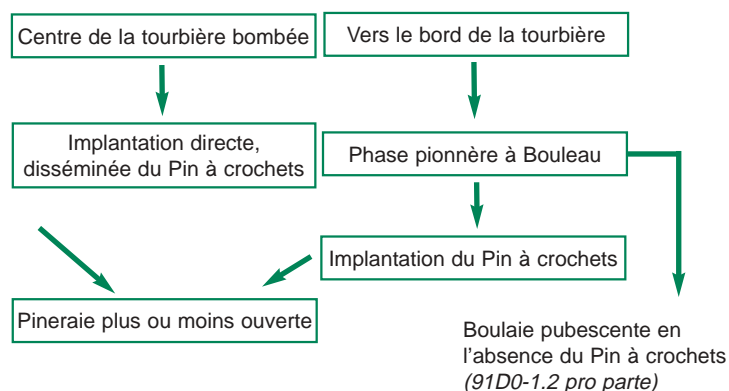 Centre de la tourbière bombée
Vers le bord de la tourbière
Implantation directe,
disséminée du Pin à crochets
Phase pionnère à Bouleau
Implantation du Pin à crochets
Pineraie plus ou moins ouverte
Boulaie pubescente en
l'absence du Pin à crochets
(91D0-1.2 pro parte)